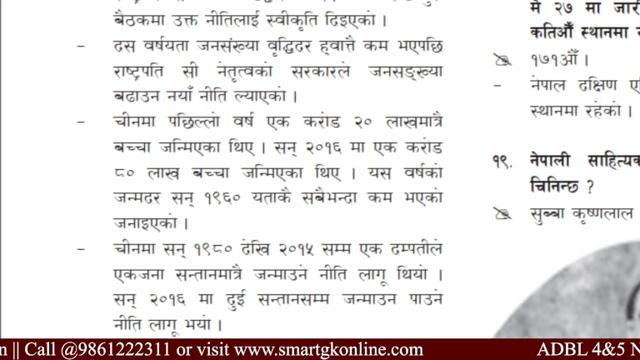 बैठकमा उक्त नीतिलाई स्वीकृति दिइएको ।
- दस वर्षयता जनसंख्या वृद्धिदर ह्वात्तै कम भएपछि
राष्ट्रपति सी नेतृत्वको सरकारले जनसङ्ख्या
बढाउन नयाँ नीति ल्याएको ।
- चीनमा पछिल्लो वर्ष एक करोड २० लाखमात्रै
बच्चा जन्मिएका थिए । सन् २०१६ मा एक करोड
८० लाख बच्चा जन्मिएका थिए । यस वर्षको
जन्मदर सन् १९६० यताकै सबैभन्दा कम भएको
जनाइएको ।
- चीनमा सन् १९८० देखि २०१५ सम्म एक दम्पतीले
एकजना सन्तानमात्रै जन्माउने नीति लागू थियो ।
सन् २०१६ मा दुई सन्तानसम्म जन्माउन पाउने
नीति लागू भयो ।
मे २७ मा जारी
कतिऔँ स्थानमा
१७१औँ ।
- नेपाल दक्षिण
स्थानमा रहेको ।
१९. नेपाली
चिनिन्छ ?
सुब्बा कृष्णलाल
|| Call @9861222311 or visit www.smartgkonline.com
ADBL 4&5 N